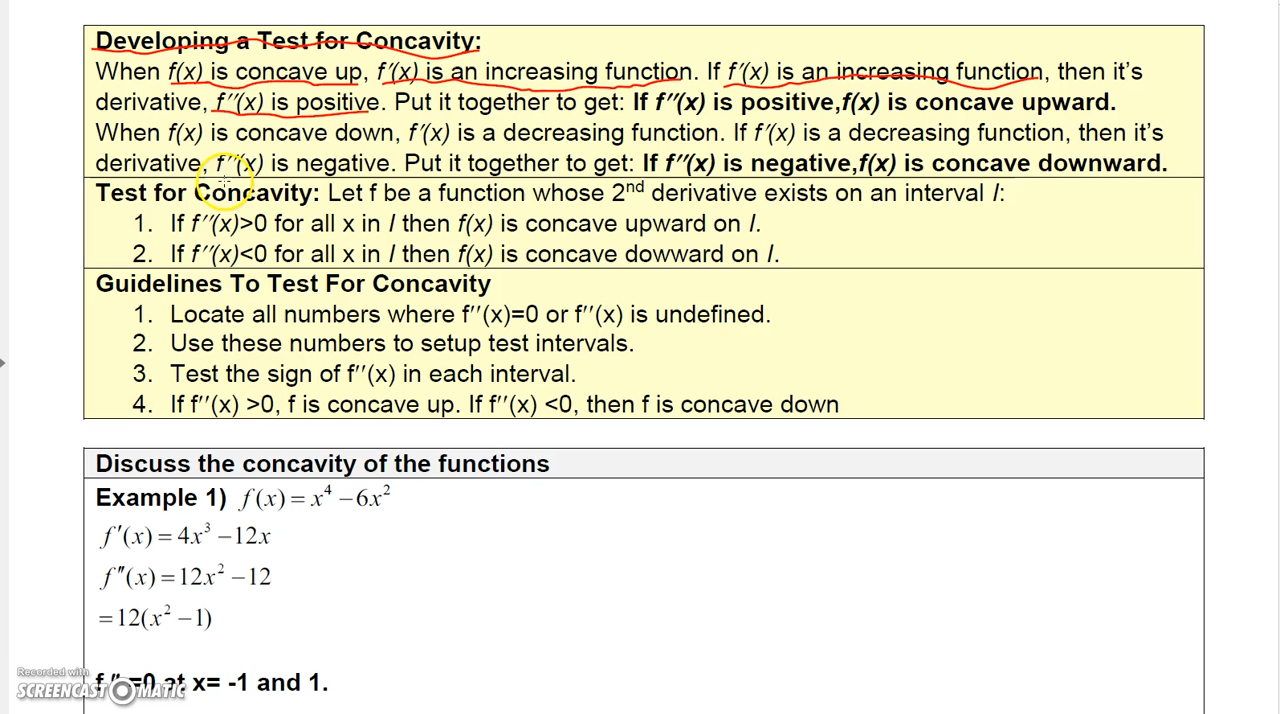 Developing a Test for Concavity:
When f(x) is concave up, f′(x) is an increasing function. If f′(x) is an increasing function, then it's
derivative, f′′(x) is positive. Put it together to get: If f′′(x) is positive,f(x) is concave upward.
When f(x) is concave down, f′(x) is a decreasing function. If f′(x) is a decreasing function, then it's
derivative, f′′(x) is negative. Put it together to get: If f′′(x) is negative,f(x) is concave downward.
Test for Concavity: Let f be a function whose 2nd derivative exists on an interval I:
1. If f′′(x)>0 for all x in I then f(x) is concave upward on I.
2. If f′′(x)<0 for all x in I then f(x) is concave dowward on I.
Guidelines To Test For Concavity
1. Locate all numbers where f′′(x)=0 or f′′(x) is undefined.
2. Use these numbers to setup test intervals.
3. Test the sign of f′′(x) in each interval.
4. If f′′(x) >0, f is concave up. If f′′(x) <0, then f is concave down
Discuss the concavity of the functions
Example 1) f(x) = x⁴ − 6x²
f′(x) = 4x³ − 12x
f″(x) = 12x² − 12
= 12(x² − 1)
Recorded with
SCREENCAST-O-MATIC
f′′=0 at x= -1 and 1.